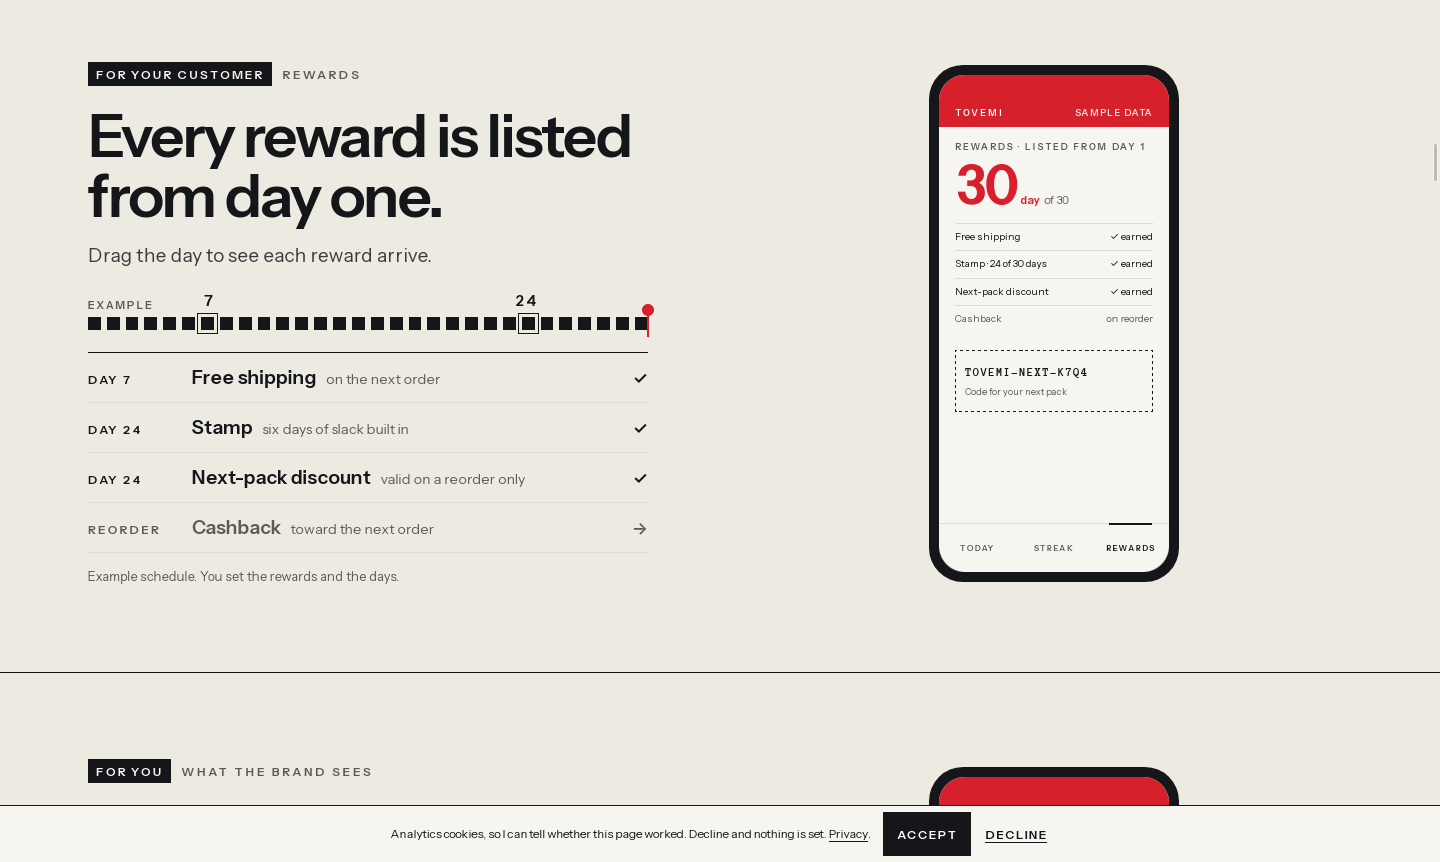 FOR YOUR CUSTOMER REWARDS
Every reward is listed
from day one.
Drag the day to see each reward arrive.
EXAMPLE 7 24
DAY 7 Free shipping on the next order ✓
DAY 24 Stamp six days of slack built in ✓
DAY 24 Next-pack discount valid on a reorder only ✓
REORDER Cashback toward the next order →
Example schedule. You set the rewards and the days.
TOVEMI SAMPLE DATA
REWARDS · LISTED FROM DAY 1
30 day of 30
Free shipping ✓ earned
Stamp · 24 of 30 days ✓ earned
Next-pack discount ✓ earned
Cashback on reorder
TOVEMI–NEXT–K7Q4
Code for your next pack
TODAY STREAK REWARDS
FOR YOU WHAT THE BRAND SEES
Analytics cookies, so I can tell whether this page worked. Decline and nothing is set. Privacy. ACCEPT DECLINE